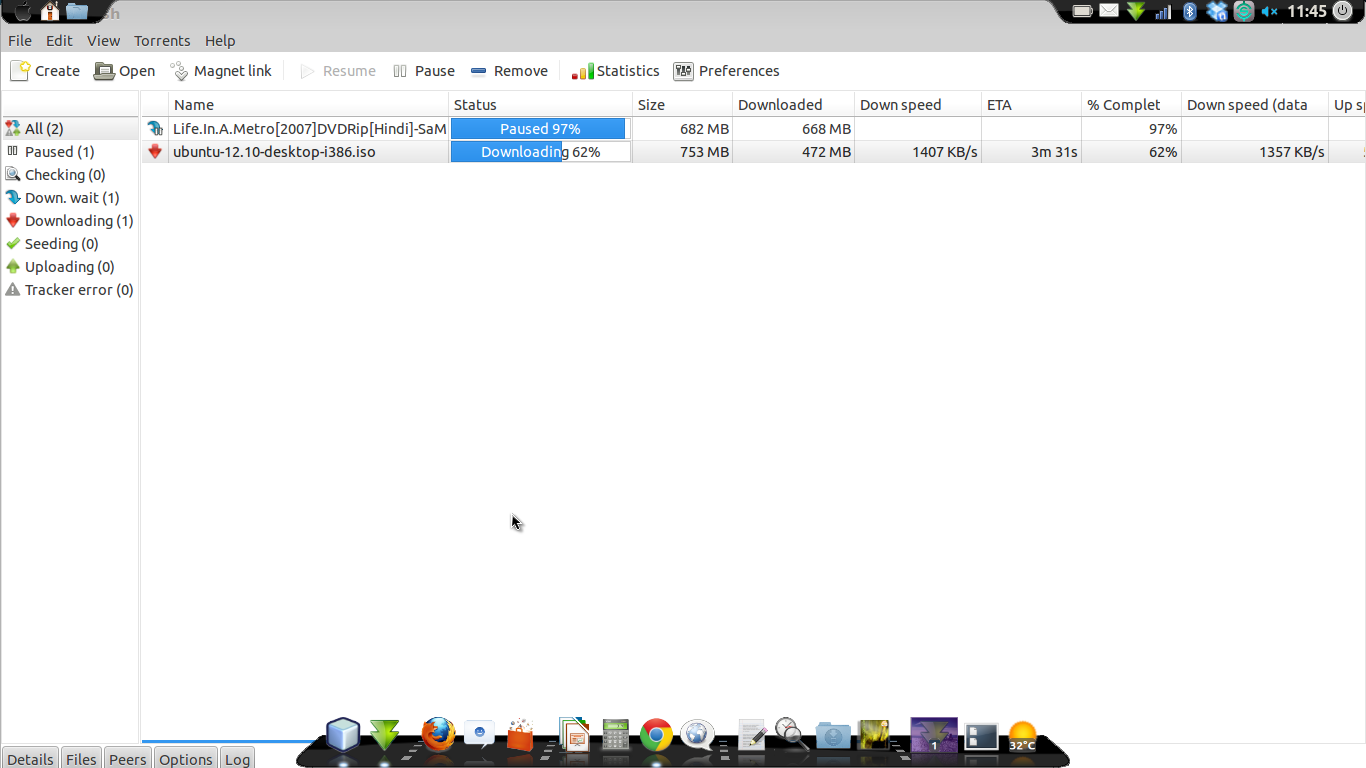 11:45
File Edit View Torrents Help
Create Open Magnet link Resume Pause Remove Statistics Preferences
Name Status Size Downloaded Down speed ETA % Complet Down speed (data Up sp
All (2)
Life.In.A.Metro[2007]DVDRip[Hindi]-SaM Paused 97% 682 MB 668 MB 97%
Paused (1)
ubuntu-12.10-desktop-i386.iso Downloading 62% 753 MB 472 MB 1407 KB/s 3m 31s 62% 1357 KB/s
Checking (0)
Down. wait (1)
Downloading (1)
Seeding (0)
Uploading (0)
Tracker error (0)
1
32°C
Details Files Peers Options Log